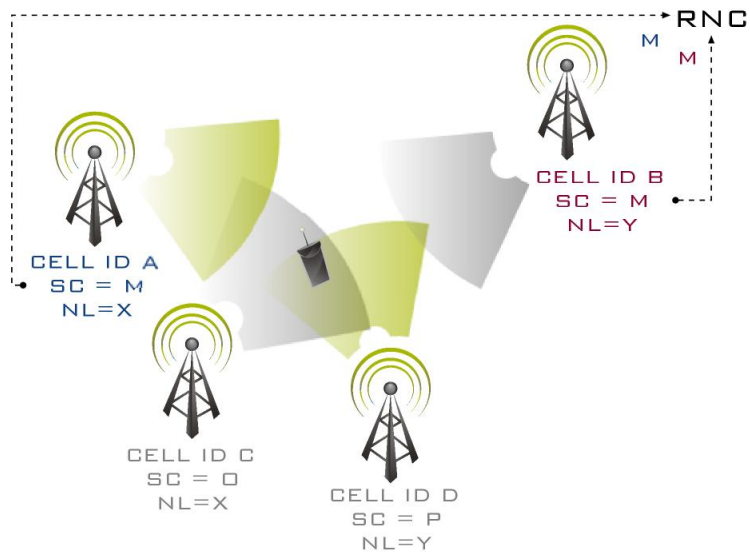 RNC
M
M
CELL ID B
SC = M
NL=Y
CELL ID A
SC = M
NL=X
CELL ID C
SC = O
NL=X
CELL ID D
SC = P
NL=Y